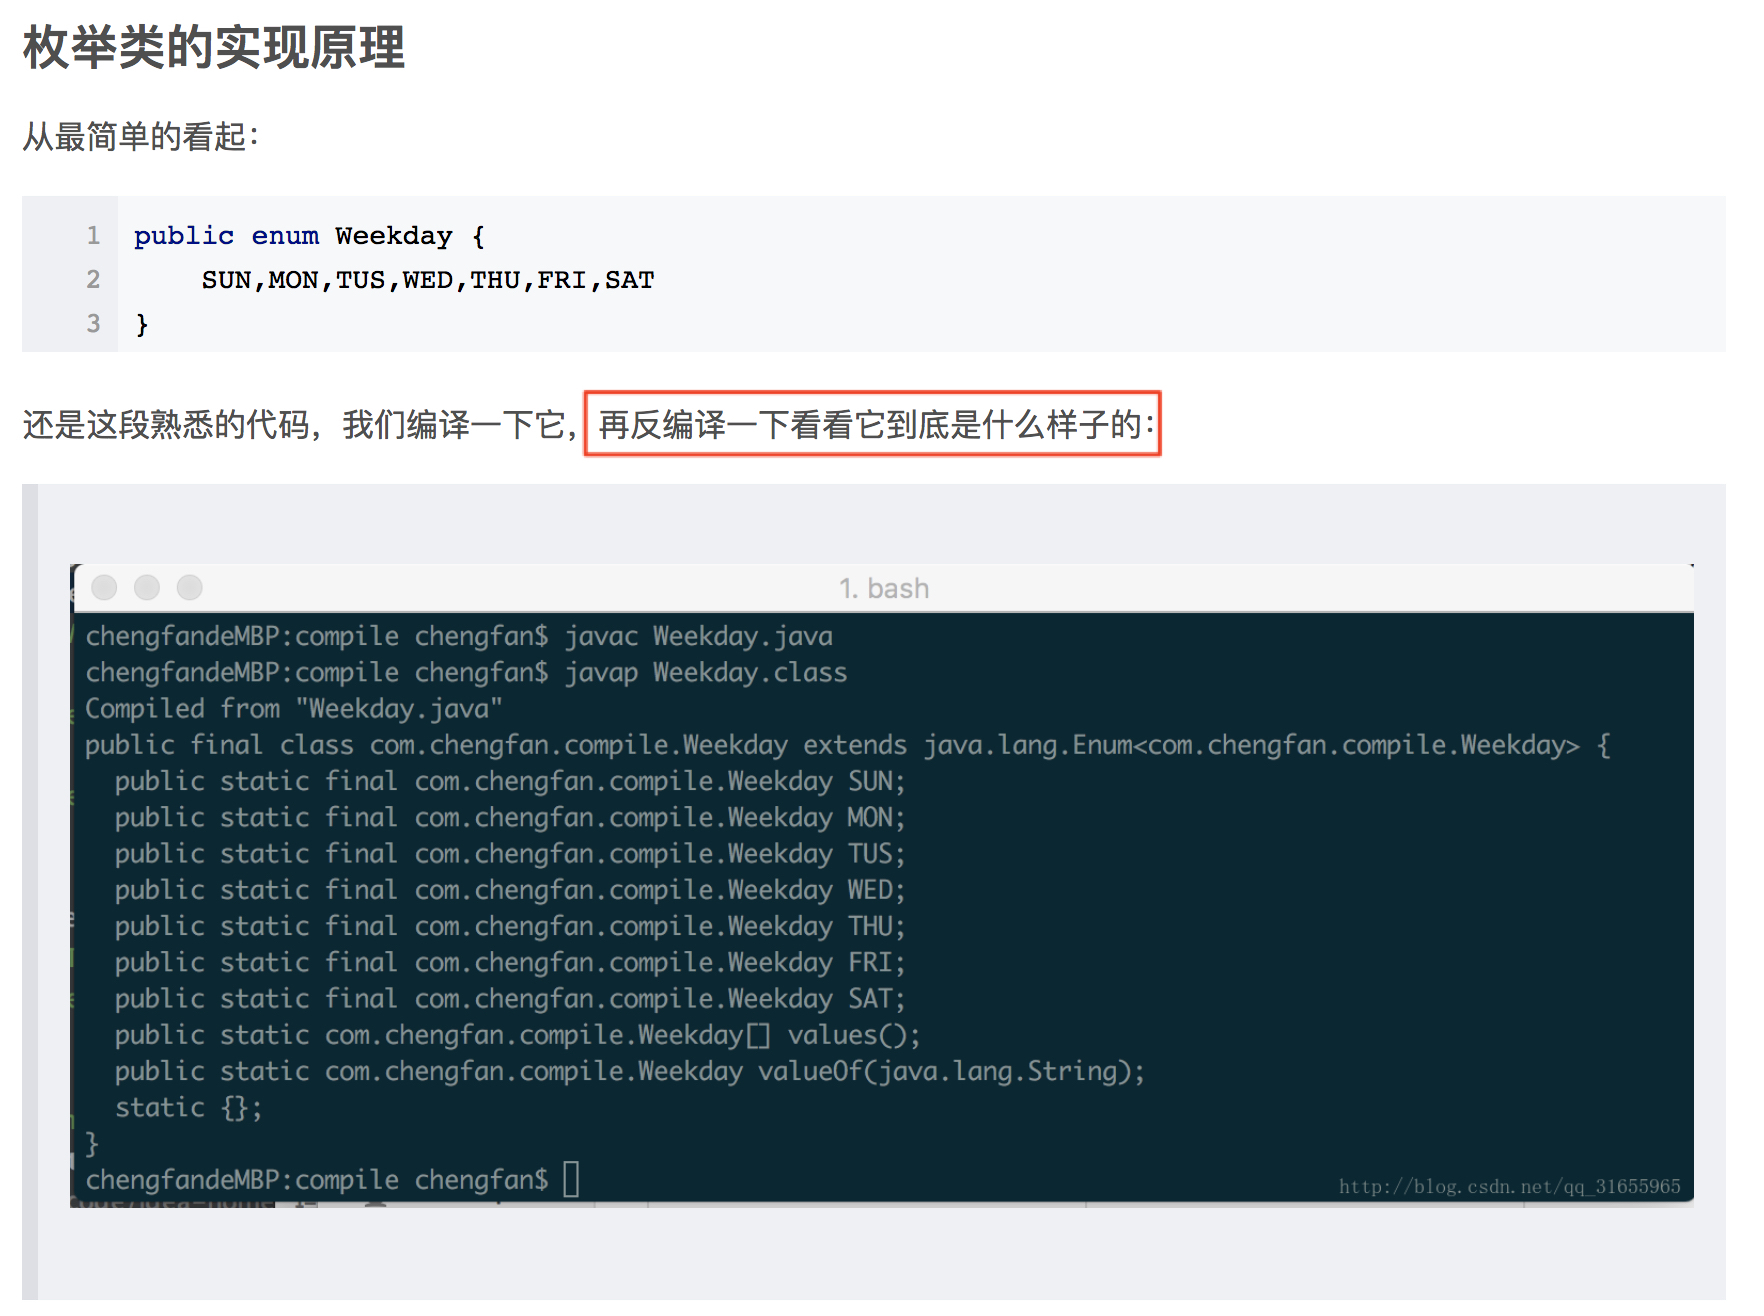 枚举类的实现原理
从最简单的看起：
1 public enum Weekday {
2 SUN,MON,TUS,WED,THU,FRI,SAT
3 }
还是这段熟悉的代码，我们编译一下它，再反编译一下看看它到底是什么样子的：
1. bash
chengfandeMBP:compile chengfan$ javac Weekday.java
chengfandeMBP:compile chengfan$ javap Weekday.class
Compiled from "Weekday.java"
public final class com.chengfan.compile.Weekday extends java.lang.Enum<com.chengfan.compile.Weekday> {
public static final com.chengfan.compile.Weekday SUN;
public static final com.chengfan.compile.Weekday MON;
public static final com.chengfan.compile.Weekday TUS;
public static final com.chengfan.compile.Weekday WED;
public static final com.chengfan.compile.Weekday THU;
public static final com.chengfan.compile.Weekday FRI;
public static final com.chengfan.compile.Weekday SAT;
public static com.chengfan.compile.Weekday[] values();
public static com.chengfan.compile.Weekday valueOf(java.lang.String);
static {};
}
chengfandeMBP:compile chengfan$
http://blog.csdn.net/qq_31655965